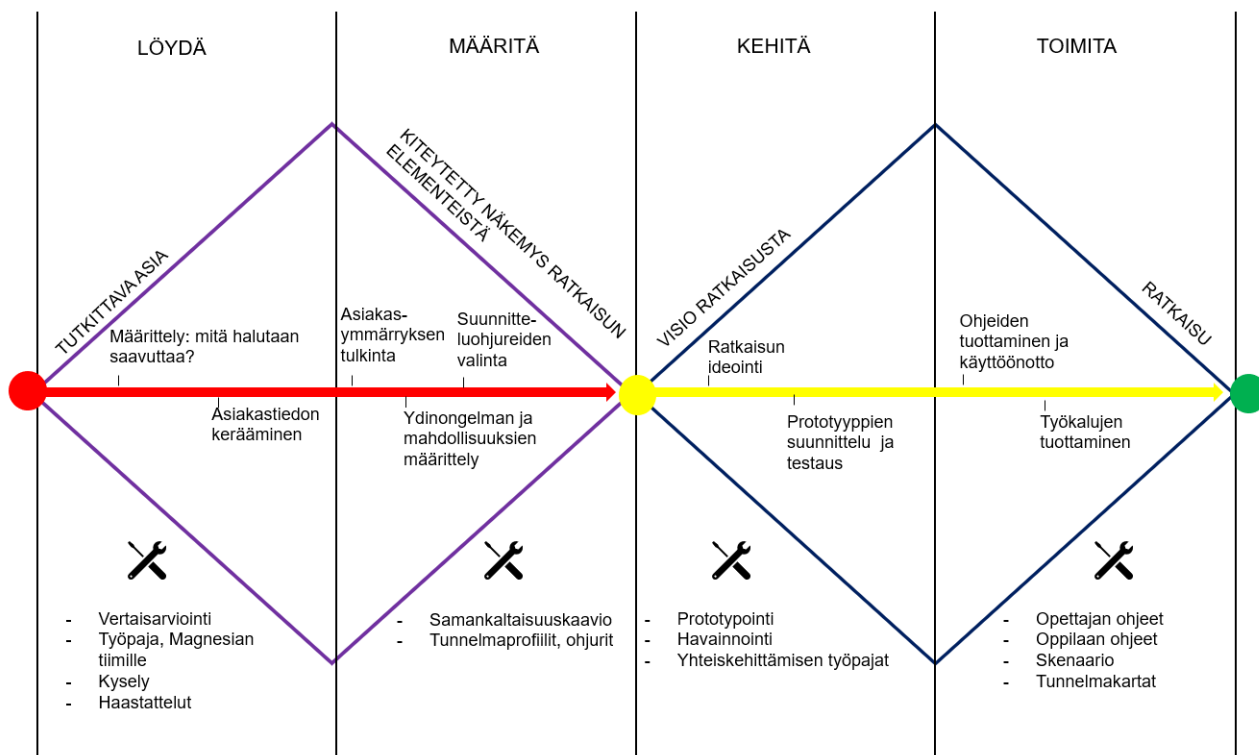 LÖYDÄ
MÄÄRITÄ
KEHITÄ
TOIMITA
TUTKITTAVA ASIA
KITEYTETTY NÄKEMYS RATKAISUN
ELEMENTEISTÄ
VISIO RATKAISUSTA
RATKAISU
Määrittely: mitä halutaan
saavuttaa?
Asiakastiedon
kerääminen
Asiakas-
ymmärryksen
tulkinta
Suunnitte-
luohjureiden
valinta
Ydinongelman ja
mahdollisuuksien
määrittely
Ratkaisun
ideointi
Prototyyppien
suunnittelu ja
testaus
Ohjeiden
tuottaminen ja
käyttöönotto
Työkalujen
tuottaminen
- Vertaisarviointi
- Työpaja, Magnesian
tiimille
- Kysely
- Haastattelut
- Samankaltaisuuskaavio
- Tunnelmaprofiilit, ohjurit
- Prototypointi
- Havainnointi
- Yhteiskehittämisen työpajat
- Opettajan ohjeet
- Oppilaan ohjeet
- Skenaario
- Tunnelmakartat